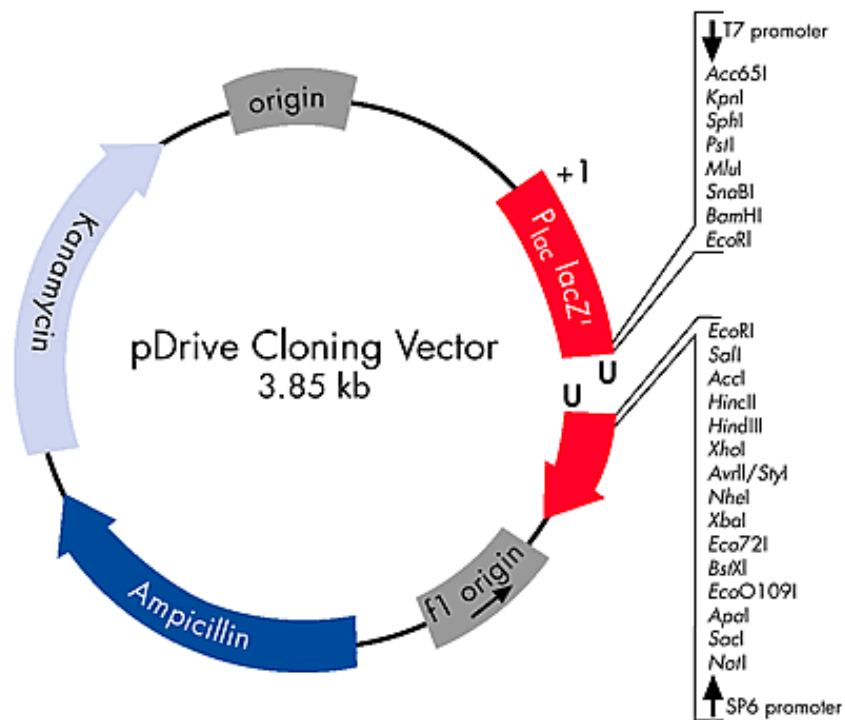 origin
+1
Plac lacZ'
Kanamycin
pDrive Cloning Vector
3.85 kb
U
U
Ampicillin
F1 origin
T7 promoter
Acc65I
KpnI
SphI
PstI
MluI
SnaBI
BamHI
EcoRI
EcoRI
SalI
AccI
HincII
HindIII
XhoI
AvrII/StyI
NheI
XbaI
Eco72I
BstXI
EcoO109I
ApaI
SacI
NotI
SP6 promoter